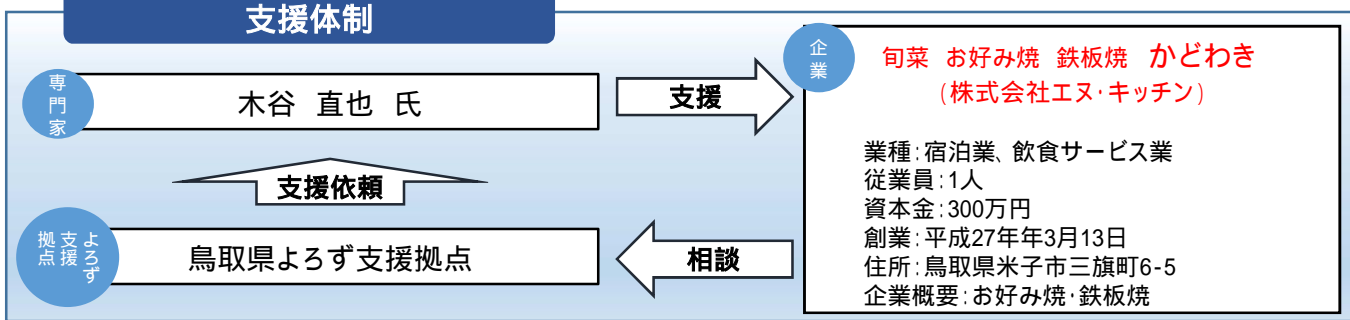 支援体制
専門家
木谷 直也 氏
支援
企業
旬菜 お好み焼 鉄板焼 かどわき
(株式会社エヌ・キッチン)
業種:宿泊業、飲食サービス業
従業員:1人
資本金:300万円
創業:平成27年年3月13日
住所:鳥取県米子市三旗町6-5
企業概要:お好み焼・鉄板焼
支援依頼
よろず
支援
拠点
鳥取県よろず支援拠点
相談